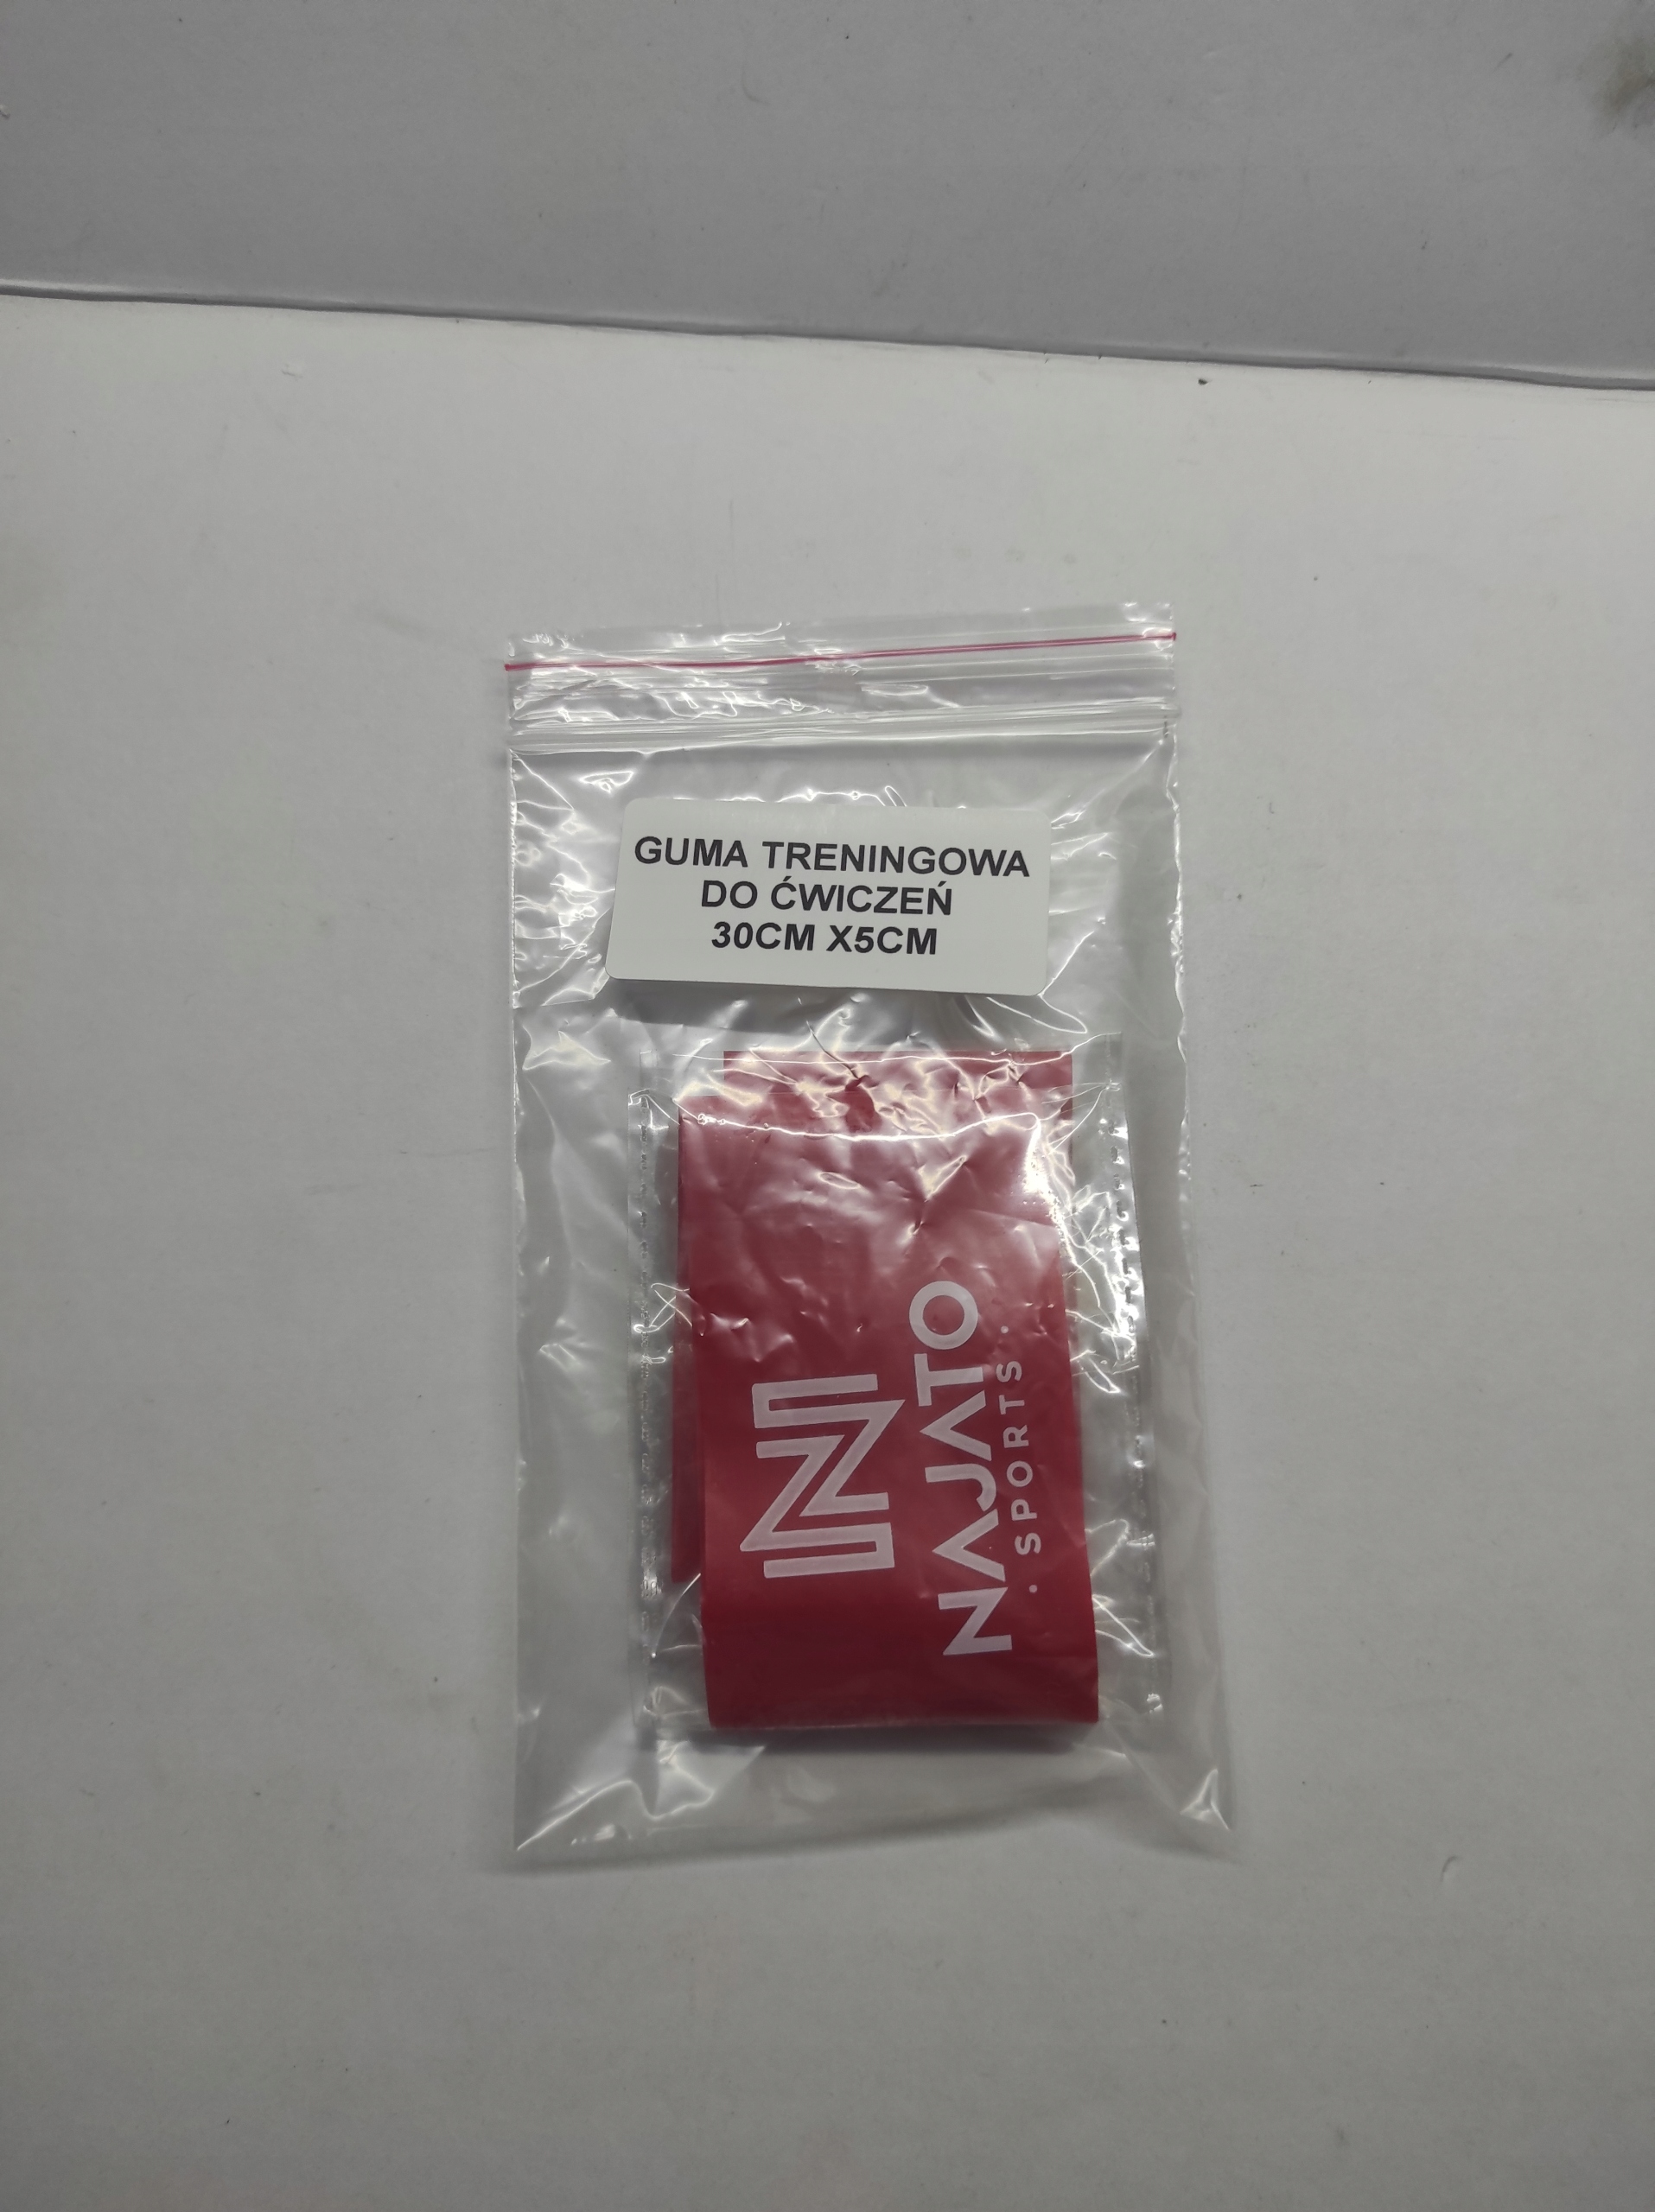 GUMA TRENINGOWA
DO ĆWICZEŃ
30CM X5CM
N
NAJATO
. SPORTS .